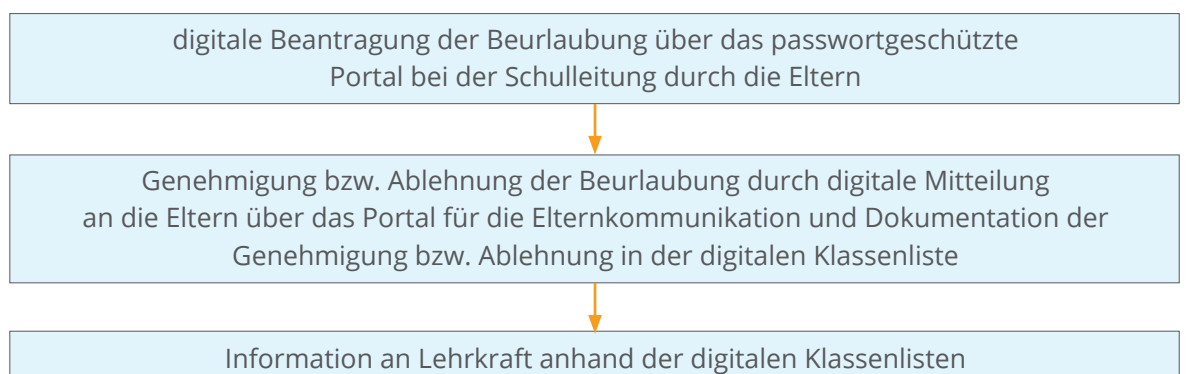 digitale Beantragung der Beurlaubung über das passwortgeschützte
Portal bei der Schulleitung durch die Eltern
Genehmigung bzw. Ablehnung der Beurlaubung durch digitale Mitteilung
an die Eltern über das Portal für die Elternkommunikation und Dokumentation der
Genehmigung bzw. Ablehnung in der digitalen Klassenliste
Information an Lehrkraft anhand der digitalen Klassenlisten